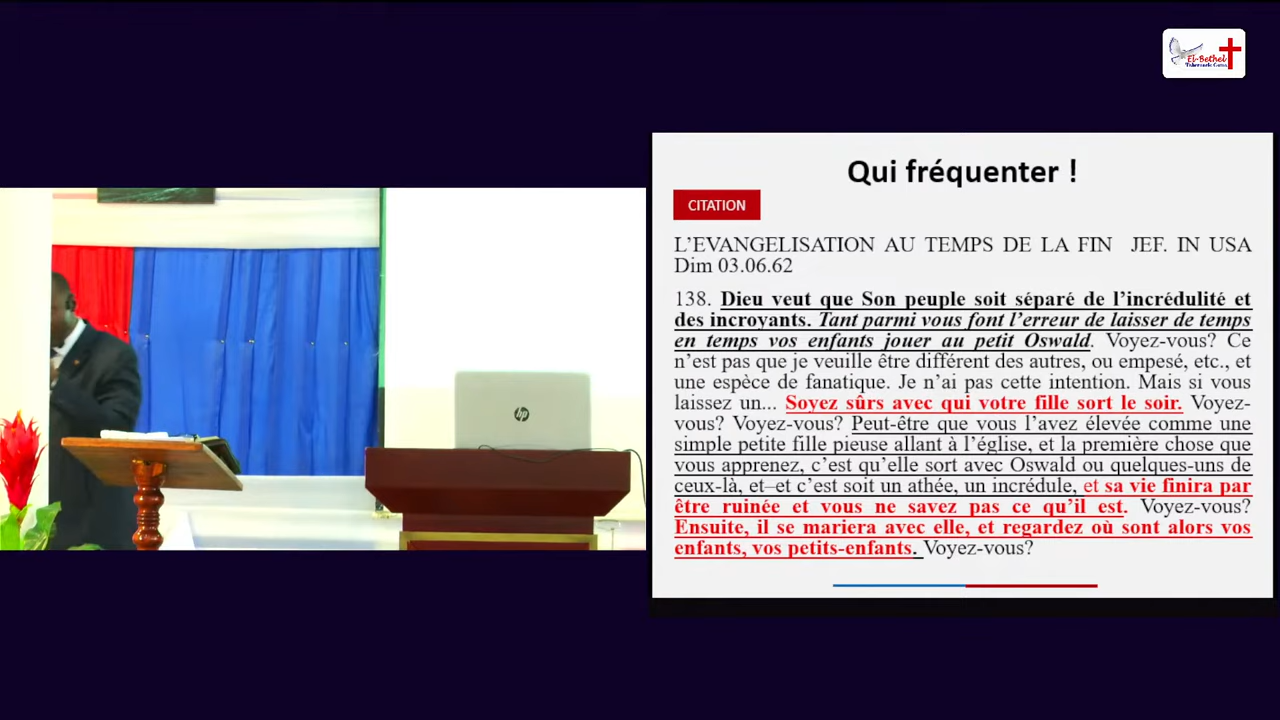 El-Bethel
Qui fréquenter !
CITATION
L’EVANGELISATION AU TEMPS DE LA FIN JEF. IN USA
Dim 03.06.62
138. Dieu veut que Son peuple soit séparé de l’incrédulité et
des incroyants. Tant parmi vous font l’erreur de laisser de temps
en temps vos enfants jouer au petit Oswald. Voyez-vous? Ce
n’est pas que je veuille être différent des autres, ou empesé, etc., et
une espèce de fanatique. Je n’ai pas cette intention. Mais si vous
laissez un... Soyez sûrs avec qui votre fille sort le soir. Voyez-
vous? Voyez-vous? Peut-être que vous l’avez élevée comme une
simple petite fille pieuse allant à l’église, et la première chose que
vous apprenez, c’est qu’elle sort avec Oswald ou quelques-uns de
ceux-là, et–et c’est soit un athée, un incrédule, et sa vie finira par
être ruinée et vous ne savez pas ce qu’il est. Voyez-vous?
Ensuite, il se mariera avec elle, et regardez où sont alors vos
enfants, vos petits-enfants. Voyez-vous?
hp